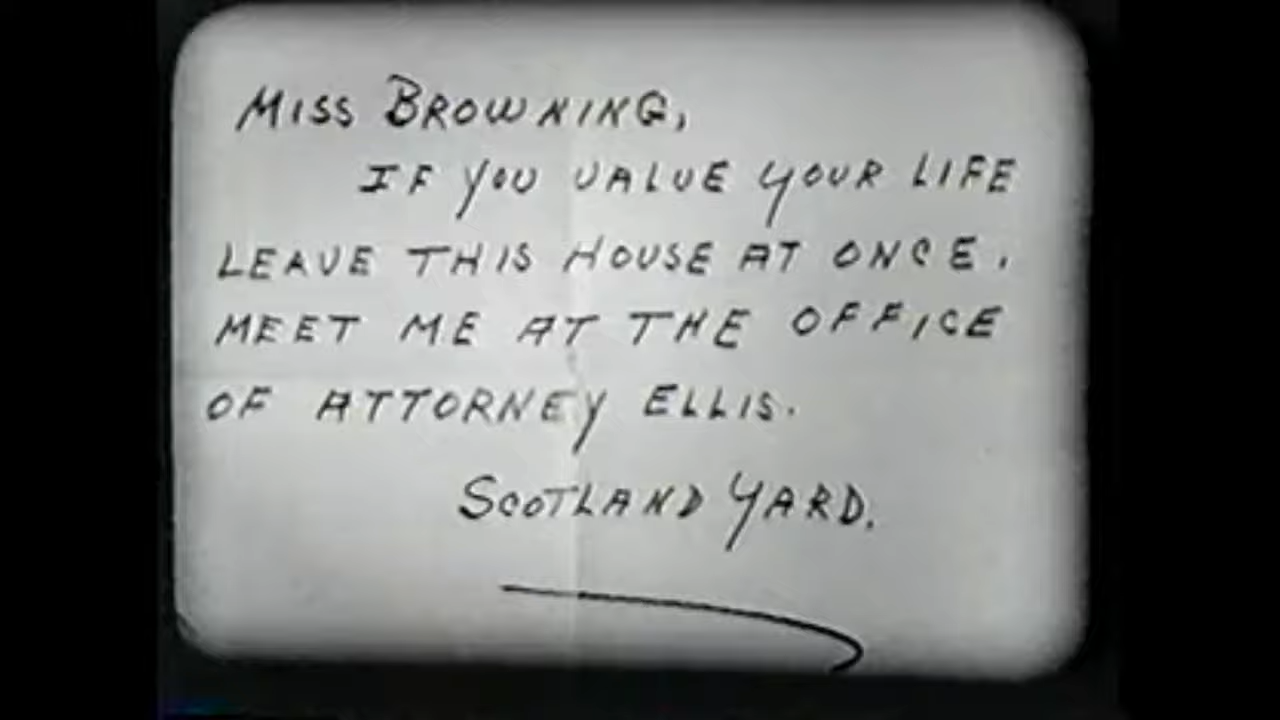 Miss BROWNING,
IF YOU VALUE YOUR LIFE
LEAVE THIS HOUSE AT ONCE.
MEET ME AT THE OFFICE
OF ATTORNEY ELLIS.
SCOTLAND YARD.